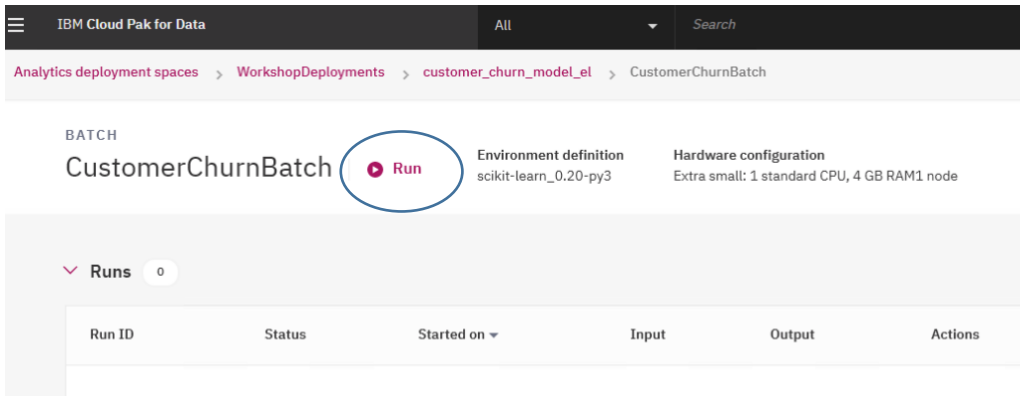 IBM Cloud Pak for Data All Search
Analytics deployment spaces > WorkshopDeployments > customer_churn_model_el > CustomerChurnBatch
BATCH
CustomerChurnBatch Run
Environment definition
scikit-learn_0.20-py3
Hardware configuration
Extra small: 1 standard CPU, 4 GB RAM1 node
Runs 0
Run ID Status Started on Input Output Actions